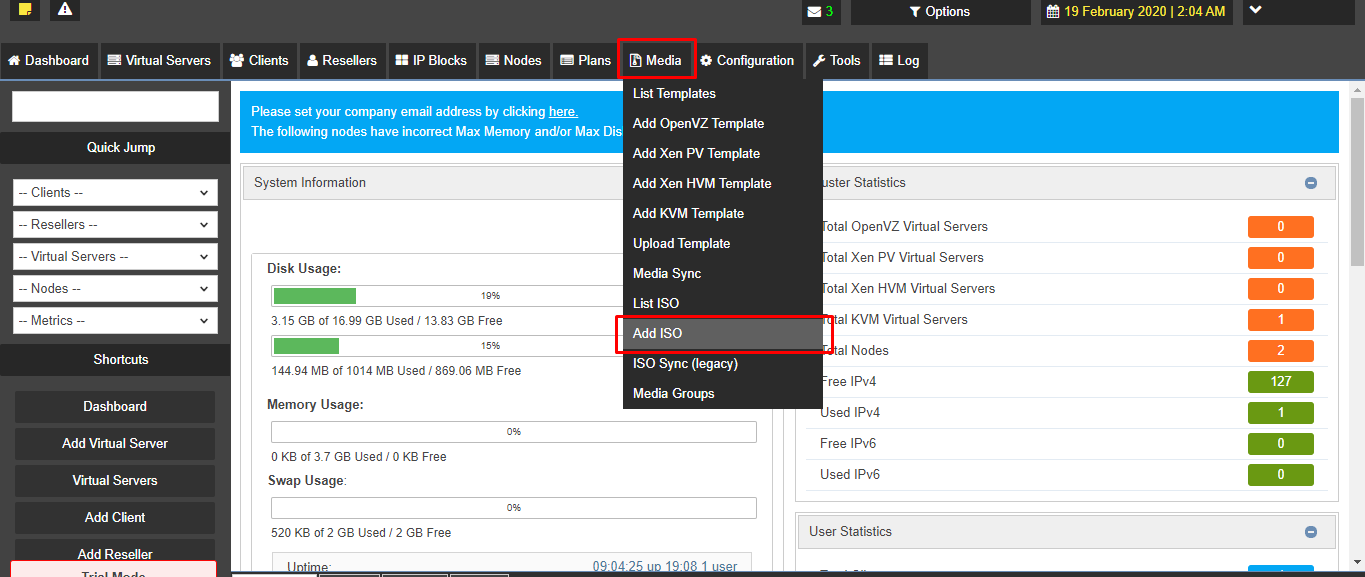 3
Options
19 February 2020 | 2:04 AM
Dashboard
Virtual Servers
Clients
Resellers
IP Blocks
Nodes
Plans
Media
Configuration
Tools
Log
Quick Jump
-- Clients --
-- Resellers --
-- Virtual Servers --
-- Nodes --
-- Metrics --
Shortcuts
Dashboard
Add Virtual Server
Virtual Servers
Add Client
Add Reseller
Trial Mode
Please set your company email address by clicking here.
The following nodes have incorrect Max Memory and/or Max Dis
List Templates
Add OpenVZ Template
Add Xen PV Template
Add Xen HVM Template
Add KVM Template
Upload Template
Media Sync
List ISO
Add ISO
ISO Sync (legacy)
Media Groups
System Information
Disk Usage:
19%
3.15 GB of 16.99 GB Used / 13.83 GB Free
15%
144.94 MB of 1014 MB Used / 869.06 MB Free
Memory Usage:
0%
0 KB of 3.7 GB Used / 0 KB Free
Swap Usage:
0%
520 KB of 2 GB Used / 2 GB Free
Uptime:
09:04:25 up 19:08 1 user
uster Statistics
Total OpenVZ Virtual Servers 0
Total Xen PV Virtual Servers 0
Total Xen HVM Virtual Servers 0
Total KVM Virtual Servers 1
Total Nodes 2
Free IPv4 127
Used IPv4 1
Free IPv6 0
Used IPv6 0
User Statistics